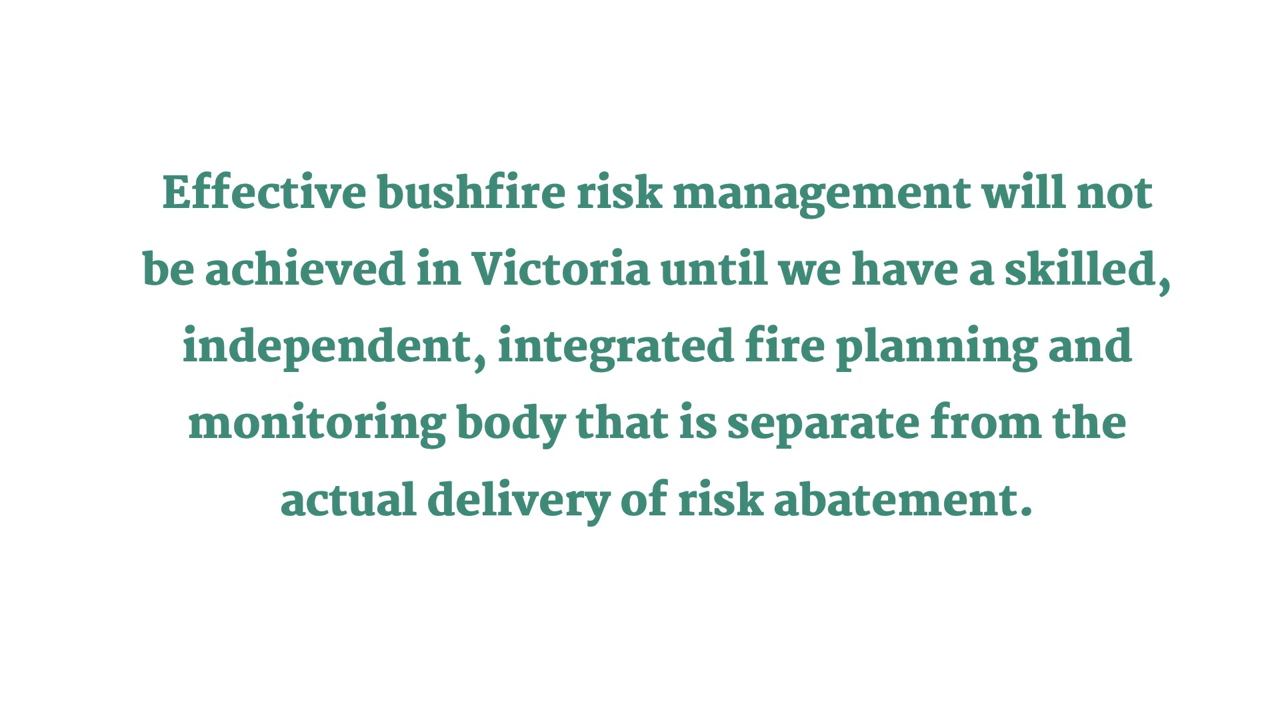 Effective bushfire risk management will not
be achieved in Victoria until we have a skilled,
independent, integrated fire planning and
monitoring body that is separate from the
actual delivery of risk abatement.